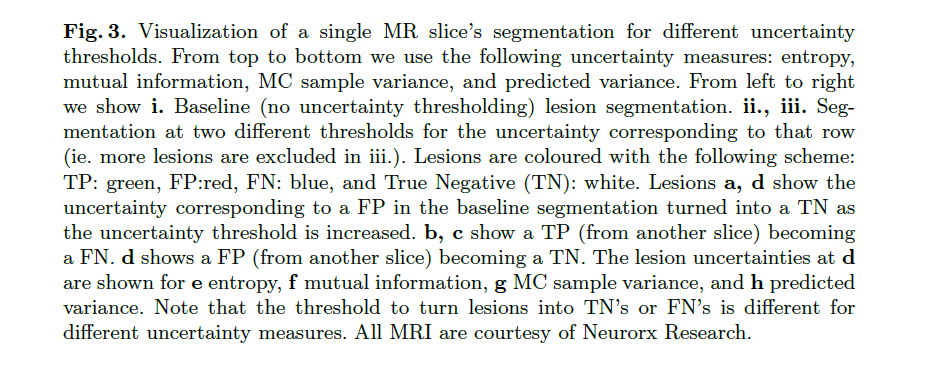 Fig. 3. Visualization of a single MR slice's segmentation for different uncertainty
thresholds. From top to bottom we use the following uncertainty measures: entropy,
mutual information, MC sample variance, and predicted variance. From left to right
we show i. Baseline (no uncertainty thresholding) lesion segmentation. ii., iii. Seg-
mentation at two different thresholds for the uncertainty corresponding to that row
(ie. more lesions are excluded in iii.). Lesions are coloured with the following scheme:
TP: green, FP:red, FN: blue, and True Negative (TN): white. Lesions a, d show the
uncertainty corresponding to a FP in the baseline segmentation turned into a TN as
the uncertainty threshold is increased. b, c show a TP (from another slice) becoming
a FN. d shows a FP (from another slice) becoming a TN. The lesion uncertainties at d
are shown for e entropy, f mutual information, g MC sample variance, and h predicted
variance. Note that the threshold to turn lesions into TN's or FN's is different for
different uncertainty measures. All MRI are courtesy of Neurorx Research.